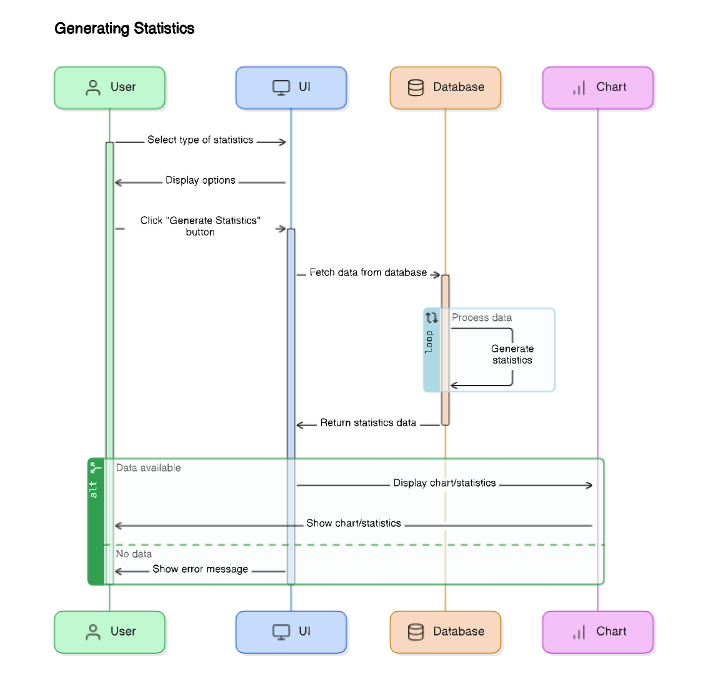 Generating Statistics
User
UI
Database
Chart
Select type of statistics
Display options
Click "Generate Statistics"
button
Fetch data from database
loop
Process data
Generate
statistics
Return statistics data
alt
Data available
Display chart/statistics
Show chart/statistics
No data
Show error message
User
UI
Database
Chart